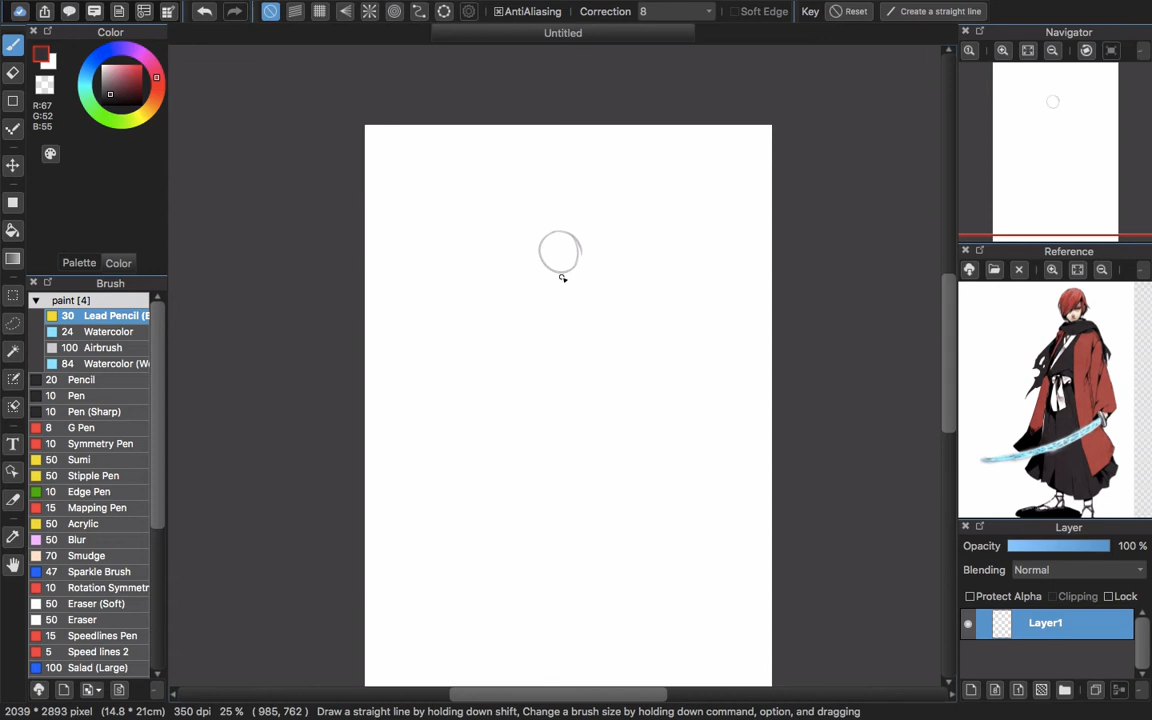 AntiAliasing Correction 8 Soft Edge Key Reset Create a straight line
Untitled
Color
R:67
G:52
B:55
Palette Color
Brush
paint [4]
30 Lead Pencil (B
24 Watercolor
100 Airbrush
84 Watercolor (W
20 Pencil
10 Pen
10 Pen (Sharp)
8 G Pen
10 Symmetry Pen
50 Sumi
50 Stipple Pen
10 Edge Pen
15 Mapping Pen
50 Acrylic
50 Blur
70 Smudge
47 Sparkle Brush
10 Rotation Symmetr
50 Eraser (Soft)
50 Eraser
15 Speedlines Pen
5 Speed lines 2
100 Salad (Large)
Navigator
Reference
Layer
Opacity 100 %
Blending Normal
Protect Alpha Clipping Lock
Layer1
2039 * 2893 pixel (14.8 * 21cm) 350 dpi 25 % ( 985, 762 ) Draw a straight line by holding down shift, Change a brush size by holding down command, option, and dragging